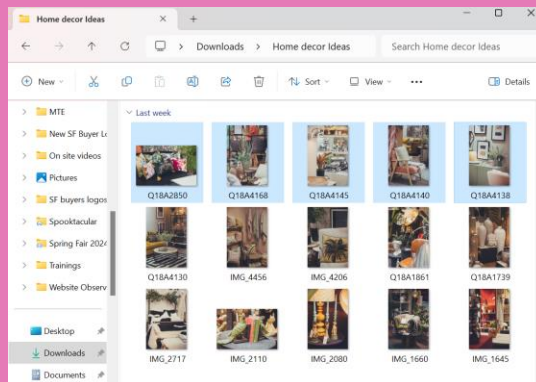 Home decor Ideas
Downloads > Home decor Ideas
Search Home decor Ideas
New
Sort
View
...
Details
MTE
New SF Buyer Lo
On site videos
Pictures
SF buyers logos
Spooktacular
Spring Fair 2024
Trainings
Website Observ
Desktop
Downloads
Documents
Last week
Q18A2850 Q18A4168 Q18A4145 Q18A4140 Q18A4138
Q18A4130 IMG_4456 IMG_4206 Q18A1861 Q18A1739
IMG_2717 IMG_2110 IMG_2080 IMG_1660 IMG_1645